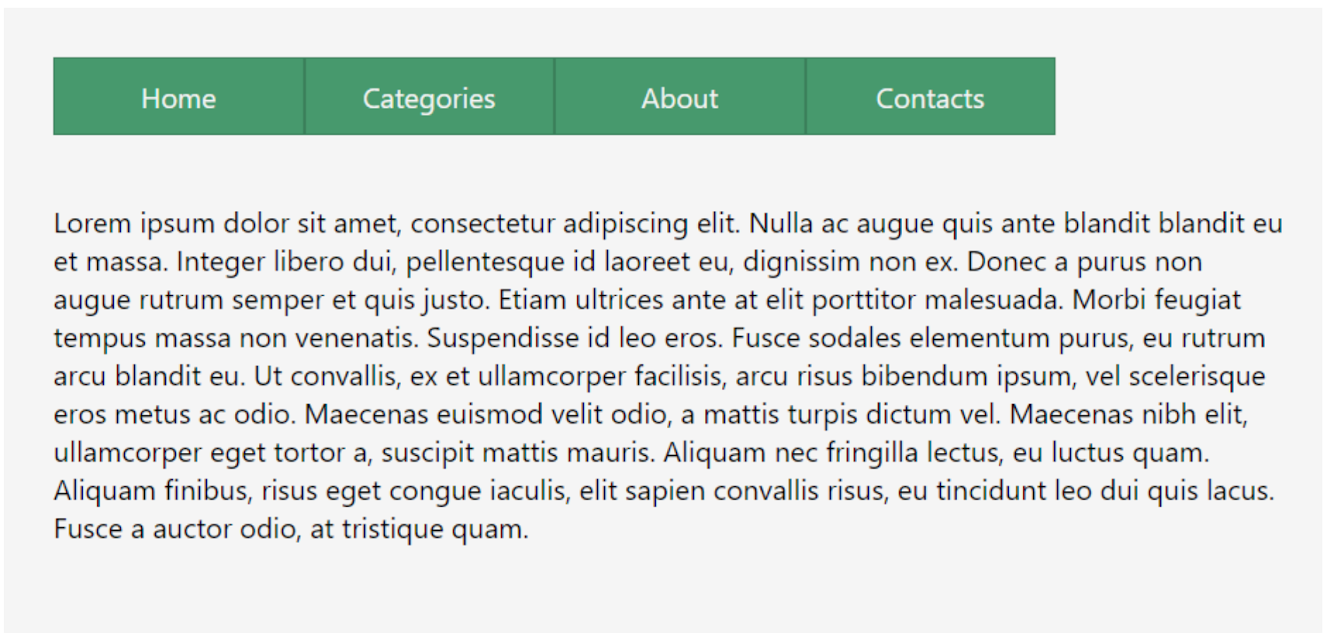 Home Categories About Contacts
Lorem ipsum dolor sit amet, consectetur adipiscing elit. Nulla ac augue quis ante blandit blandit eu
et massa. Integer libero dui, pellentesque id laoreet eu, dignissim non ex. Donec a purus non
augue rutrum semper et quis justo. Etiam ultrices ante at elit porttitor malesuada. Morbi feugiat
tempus massa non venenatis. Suspendisse id leo eros. Fusce sodales elementum purus, eu rutrum
arcu blandit eu. Ut convallis, ex et ullamcorper facilisis, arcu risus bibendum ipsum, vel scelerisque
eros metus ac odio. Maecenas euismod velit odio, a mattis turpis dictum vel. Maecenas nibh elit,
ullamcorper eget tortor a, suscipit mattis mauris. Aliquam nec fringilla lectus, eu luctus quam.
Aliquam finibus, risus eget congue iaculis, elit sapien convallis risus, eu tincidunt leo dui quis lacus.
Fusce a auctor odio, at tristique quam.